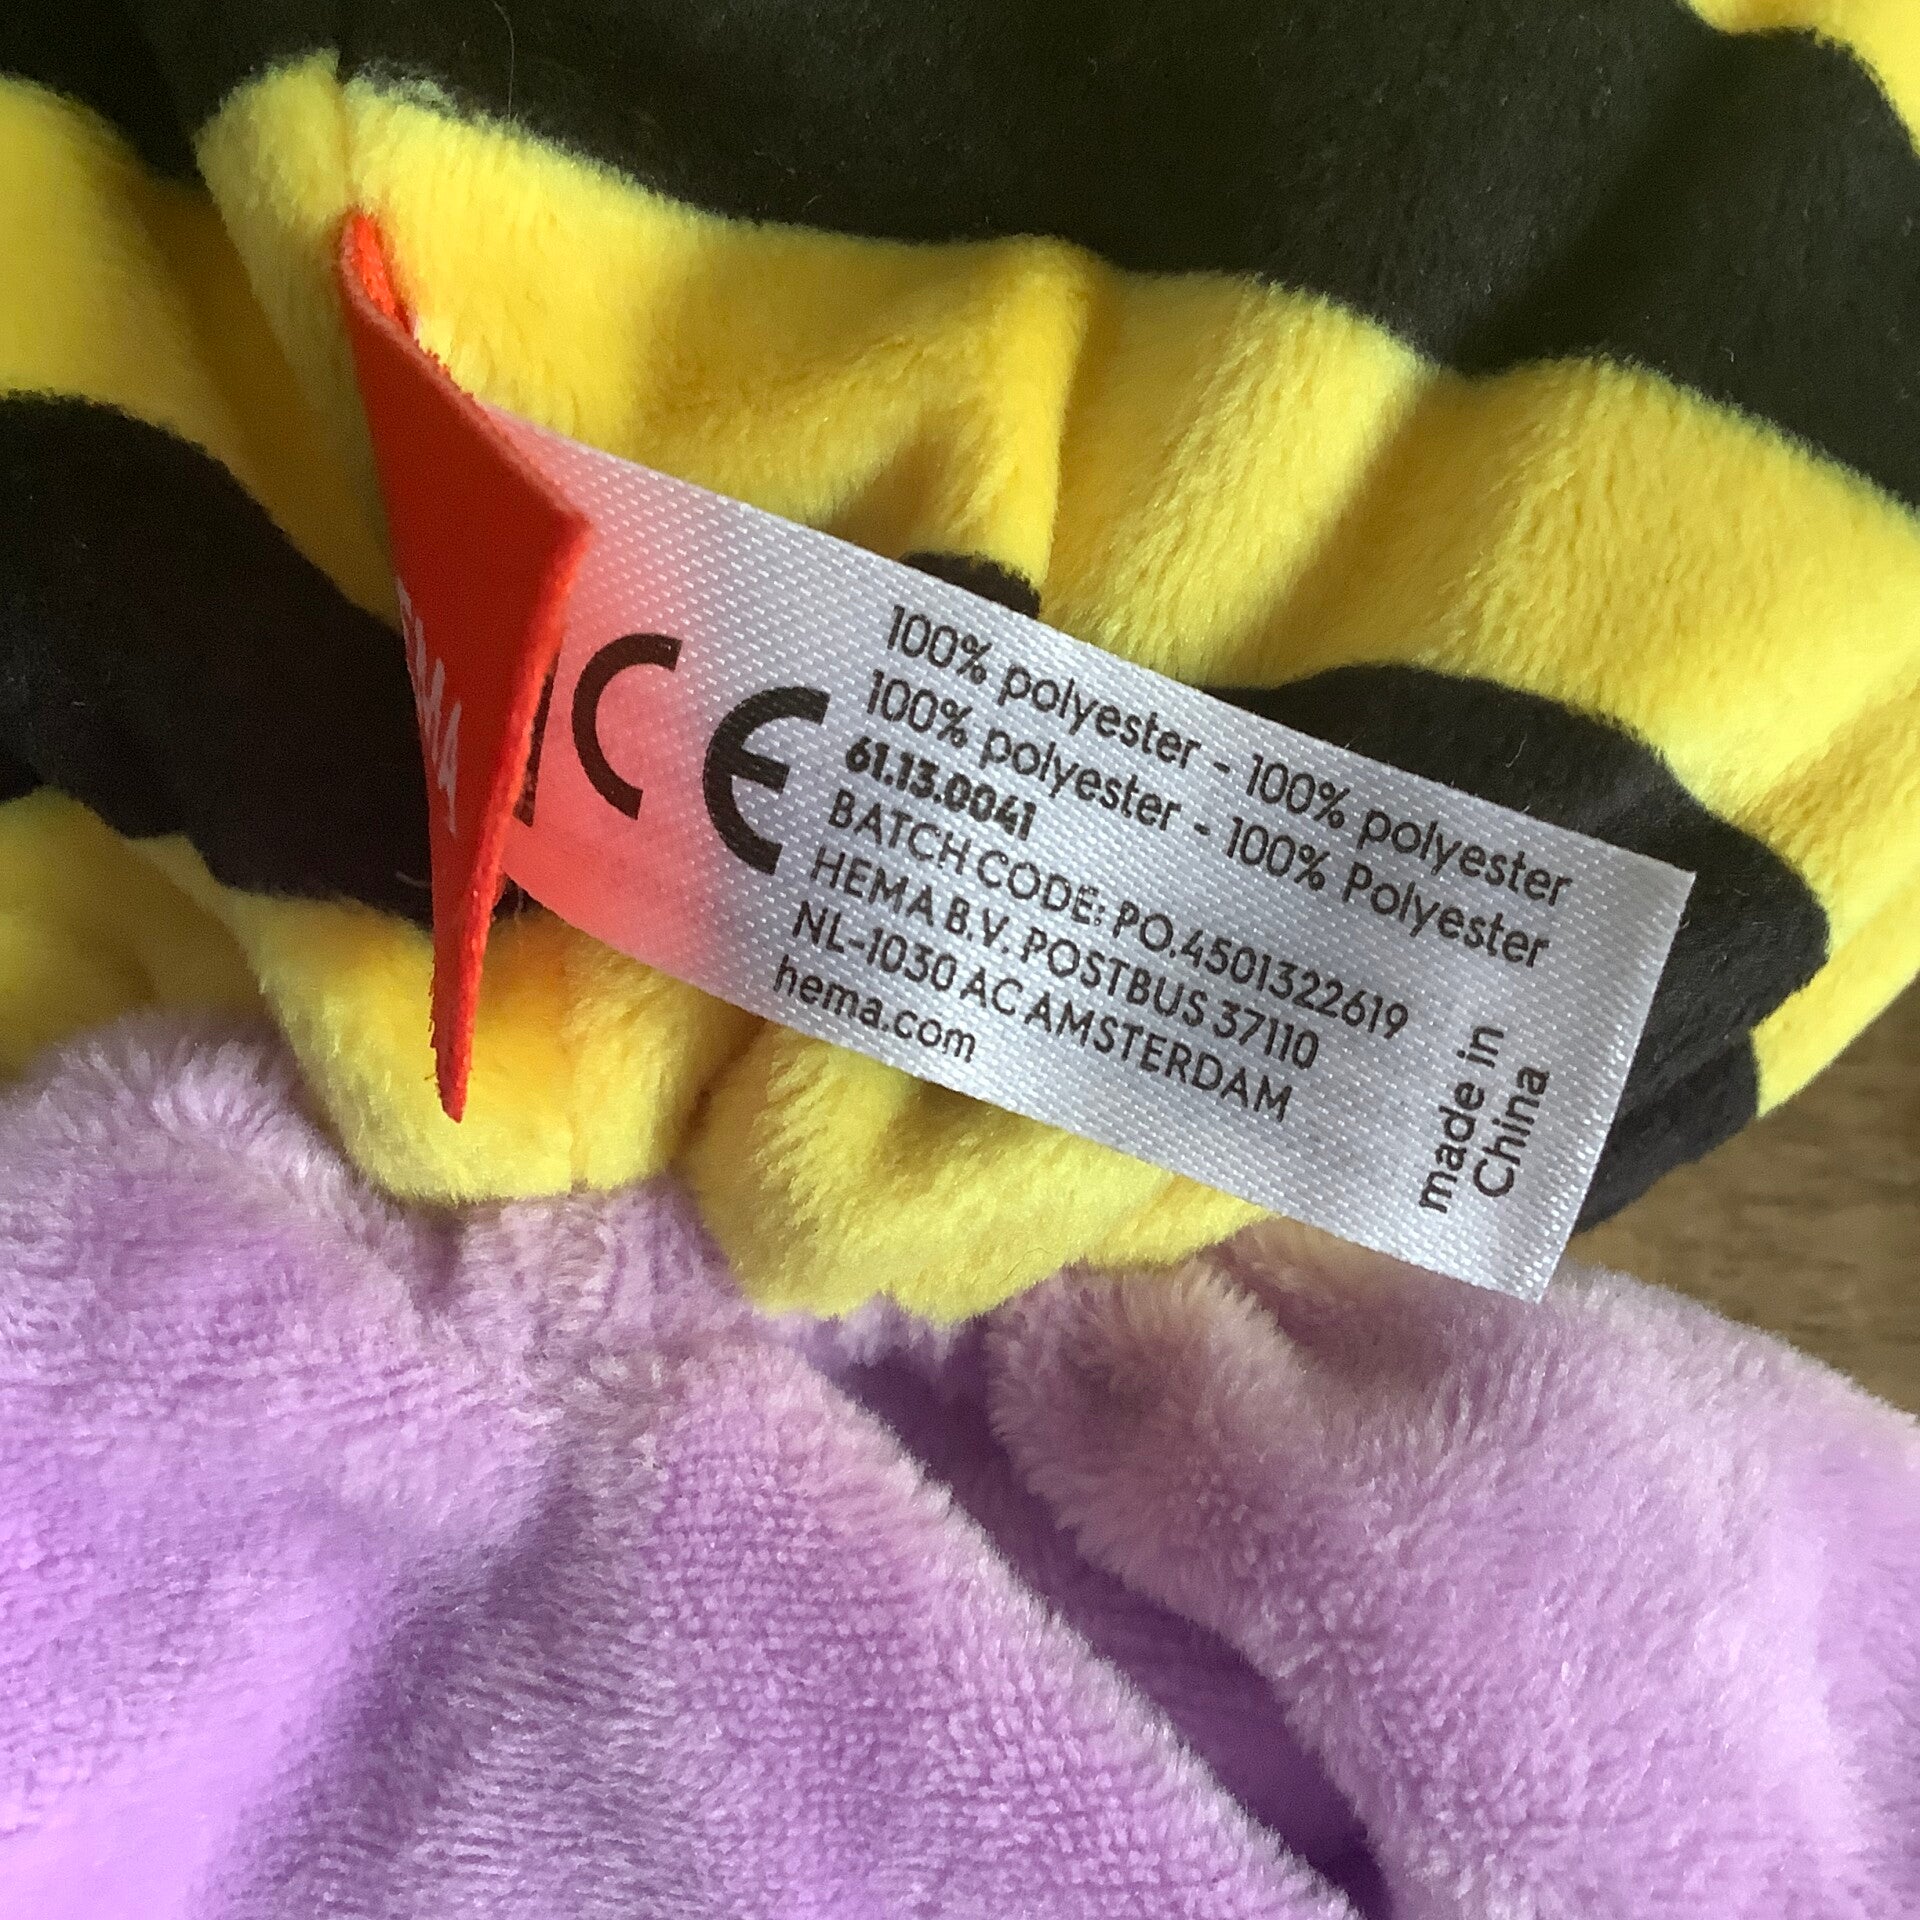 CE
100% polyester - 100% polyester
100% polyester - 100% Polyester
61.13.0041
BATCH CODE: PO.4501322619
HEMA B.V. POSTBUS 37110
NL-1030 AC AMSTERDAM
hema.com
made in
China